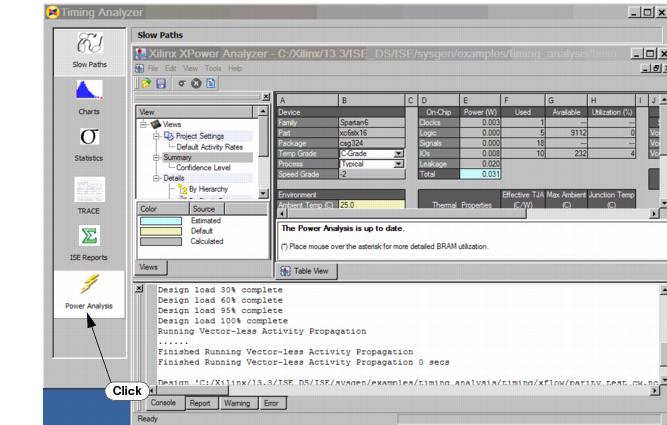 Timing Analyzer
Slow Paths
Charts
Statistics
TRACE
ISE Reports
Power Analysis
Click
Slow Paths
Xilinx XPower Analyzer - C:/Xilinx/13.3/ISE_DS/ISE/sysgen/examples/timing_analysis/
File Edit View Tools Help
View
Views
Project Settings
Default Activity Rates
Summary
Confidence Level
Details
By Hierarchy
Color Source
Estimated
Default
Calculated
Views
A B C D E F G H I J
Device On-Chip Power (W) Used Available Utilization (%)
Family Spartan6 Clocks 0.003 1 --- ---
Part xc6slx16 Logic 0.000 5 9112 0
Package csg324 Signals 0.000 18 --- ---
Temp Grade C-Grade IOs 0.008 10 232 4
Process Typical Leakage 0.020
Speed Grade -2 Total 0.031
Environment Effective TJA Max Ambient Junction Temp
Ambient Temp (C) 25.0 Thermal Properties (C/W) (C) (C)
The Power Analysis is up to date.
(*) Place mouse over the asterisk for more detailed BRAM utilization.
Table View
Design load 30% complete
Design load 60% complete
Design load 95% complete
Design load 100% complete
Running Vector-less Activity Propagation
......
Finished Running Vector-less Activity Propagation
Finished Running Vector-less Activity Propagation 0 secs
Design 'C:/Xilinx/13.3/ISE_DS/ISE/sysgen/examples/timing_analysis/timing/xflow/parity_test_cw.nc
Console Report Warning Error
Ready